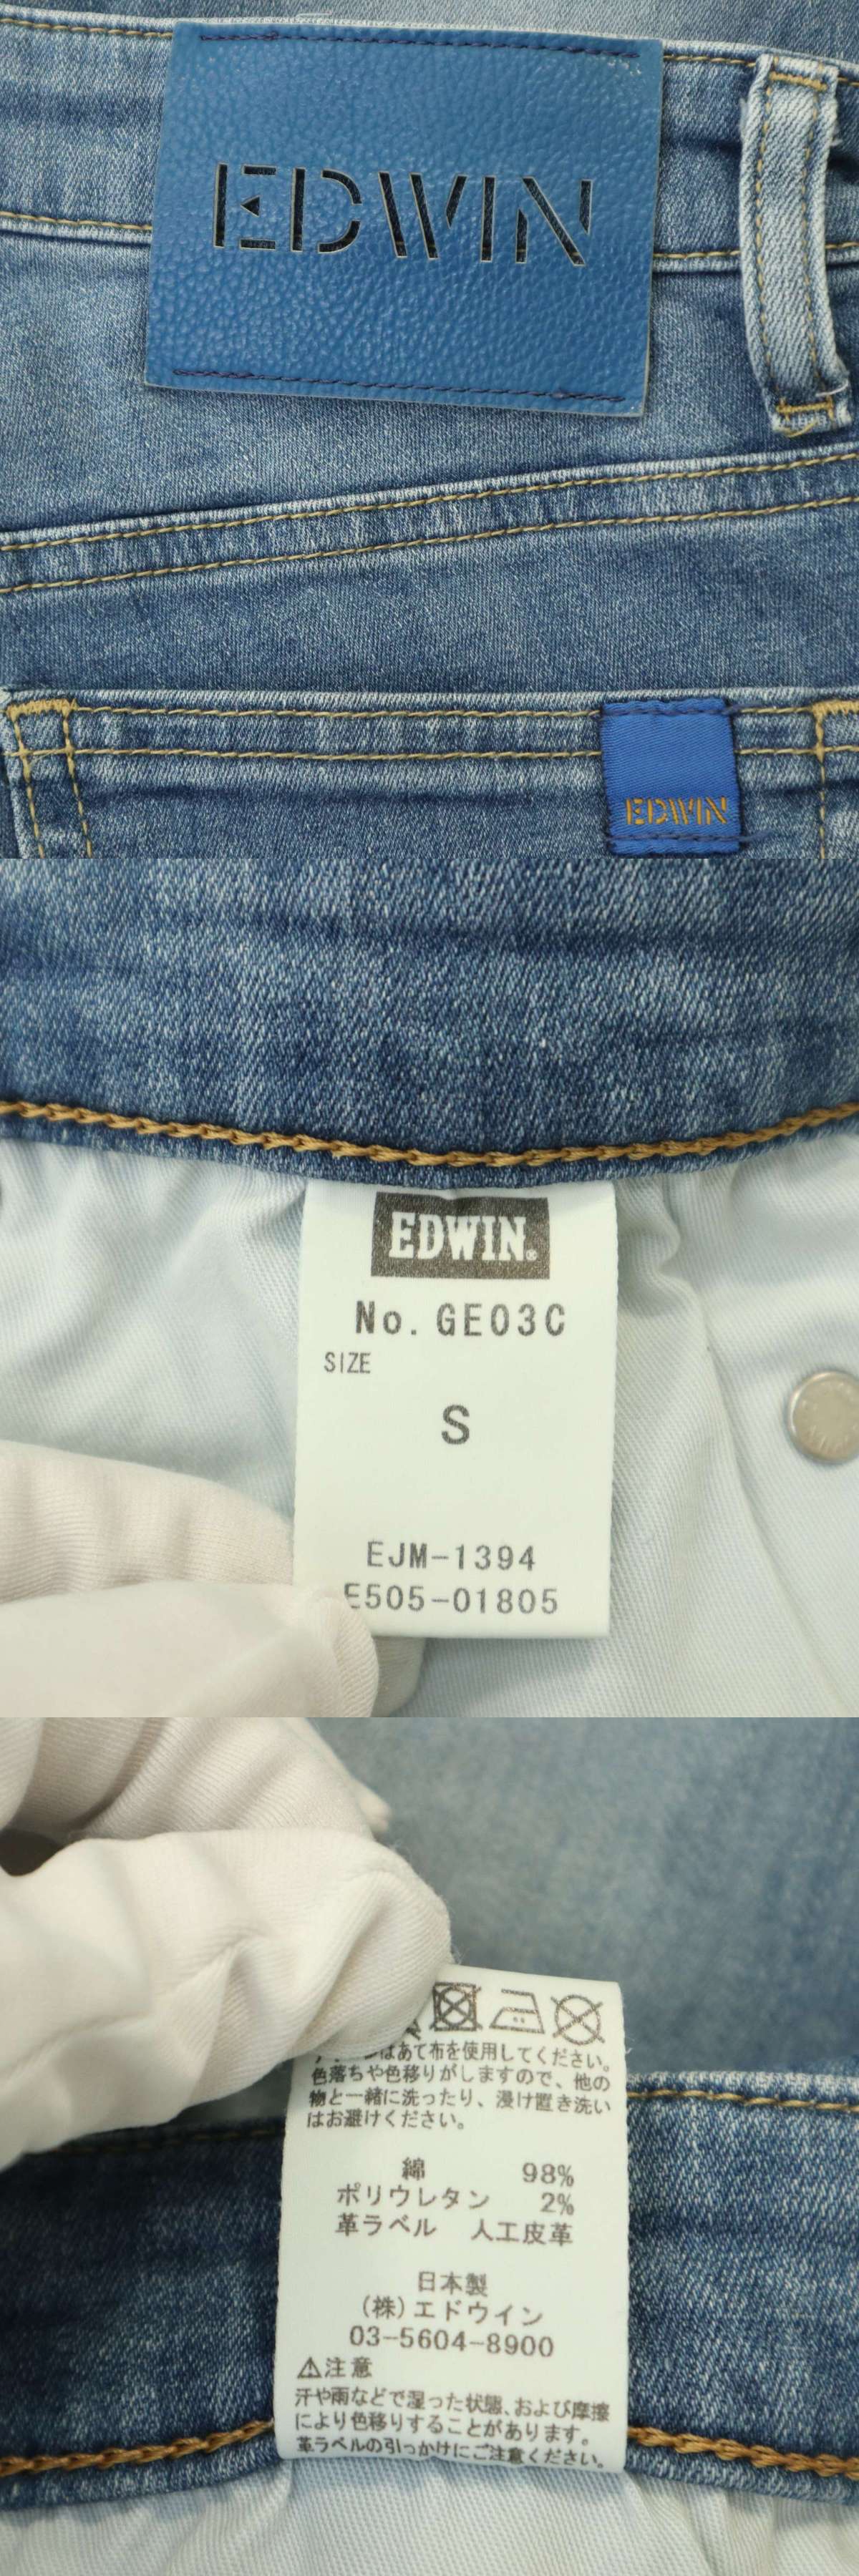 EDWIN
EDWIN
EDWIN®
No. GE03C
SIZE
S
EJM-1394
E505-01805
はあて布を使用してください。
色落ちや色移りがしますので、他の
物と一緒に洗ったり、浸け置き洗い
はお避けください。
綿 98%
ポリウレタン 2%
革ラベル 人工皮革
日本製
(株)エドウイン
03-5604-8900
⚠注意
汗や雨などで湿った状態、および摩擦
により色移りすることがあります。
革ラベルの引っかけにご注意ください。